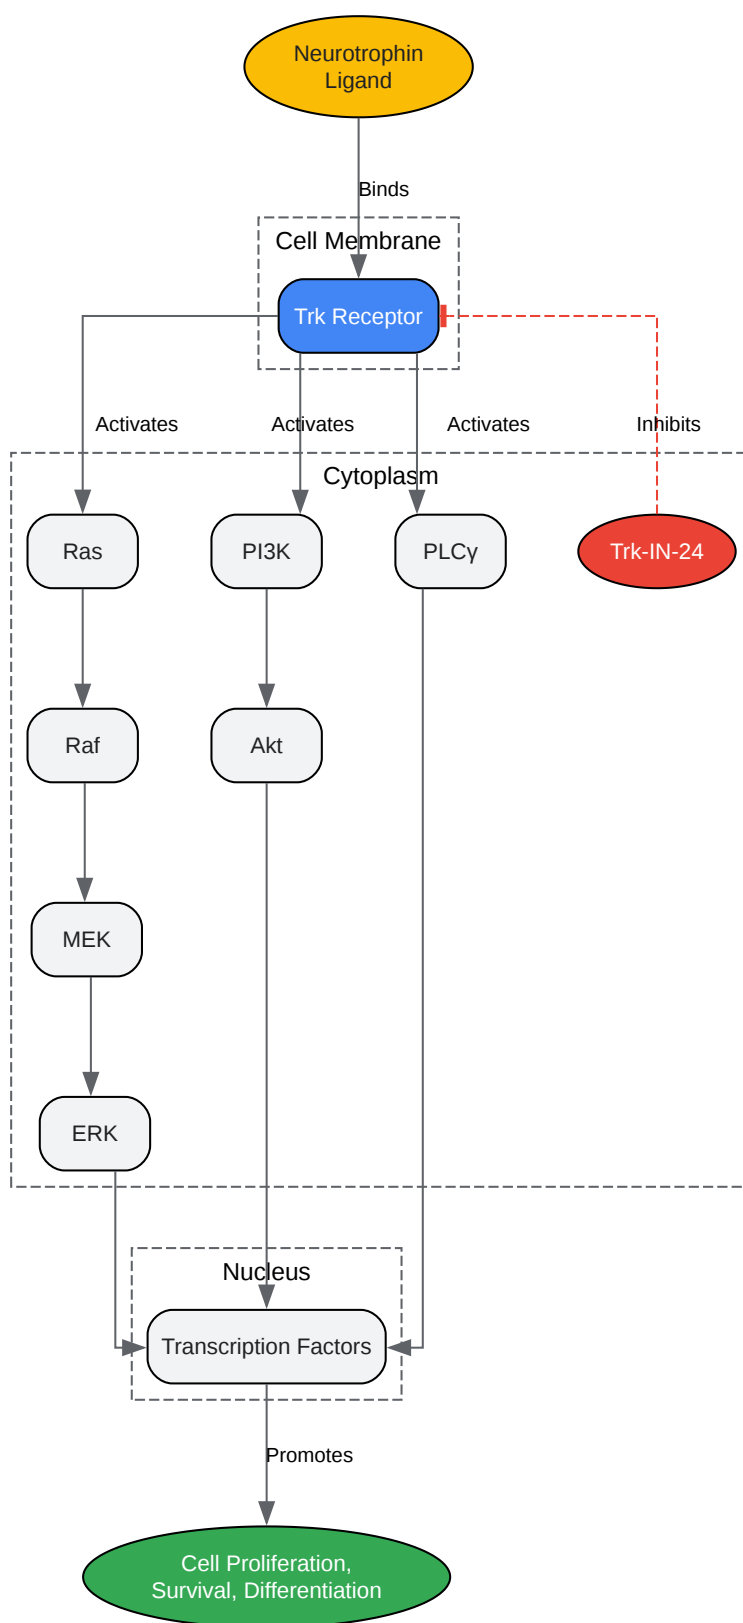 Neurotrophin
Ligand
Binds
Cell Membrane
Trk Receptor
Activates
Activates
Activates
Inhibits
Cytoplasm
Ras
PI3K
PLCγ
Trk-IN-24
Raf
Akt
MEK
ERK
Nucleus
Transcription Factors
Promotes
Cell Proliferation,
Survival, Differentiation